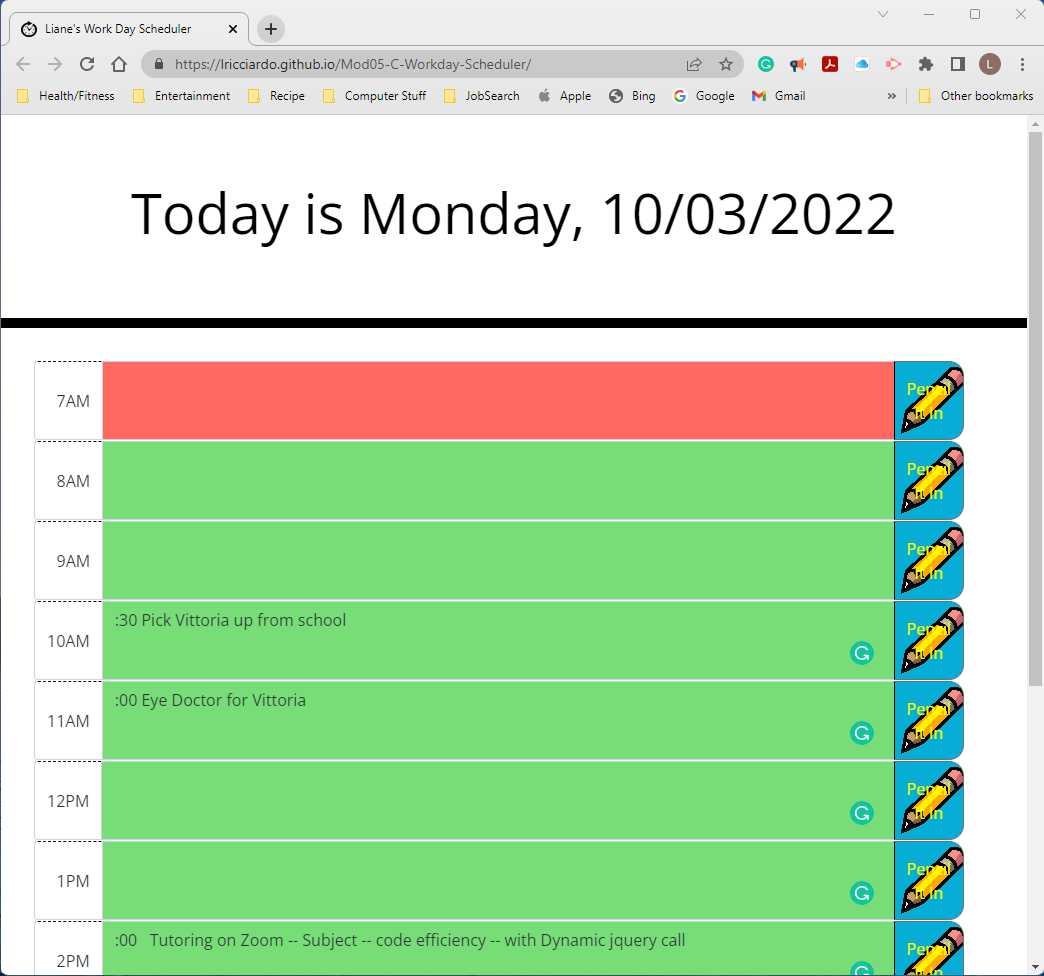 Liane's Work Day Scheduler
https://lricciardo.github.io/Mod05-C-Workday-Scheduler/
L
Health/Fitness Entertainment Recipe Computer Stuff JobSearch Apple Bing Google Gmail » Other bookmarks
Today is Monday, 10/03/2022
7AM Pencil
It In
8AM Pencil
It In
9AM Pencil
It In
:30 Pick Vittoria up from school
10AM Pencil
It In
:00 Eye Doctor for Vittoria
11AM Pencil
It In
12PM Pencil
It In
1PM Pencil
It In
:00 Tutoring on Zoom -- Subject -- code efficiency -- with Dynamic jquery call
2PM Pencil